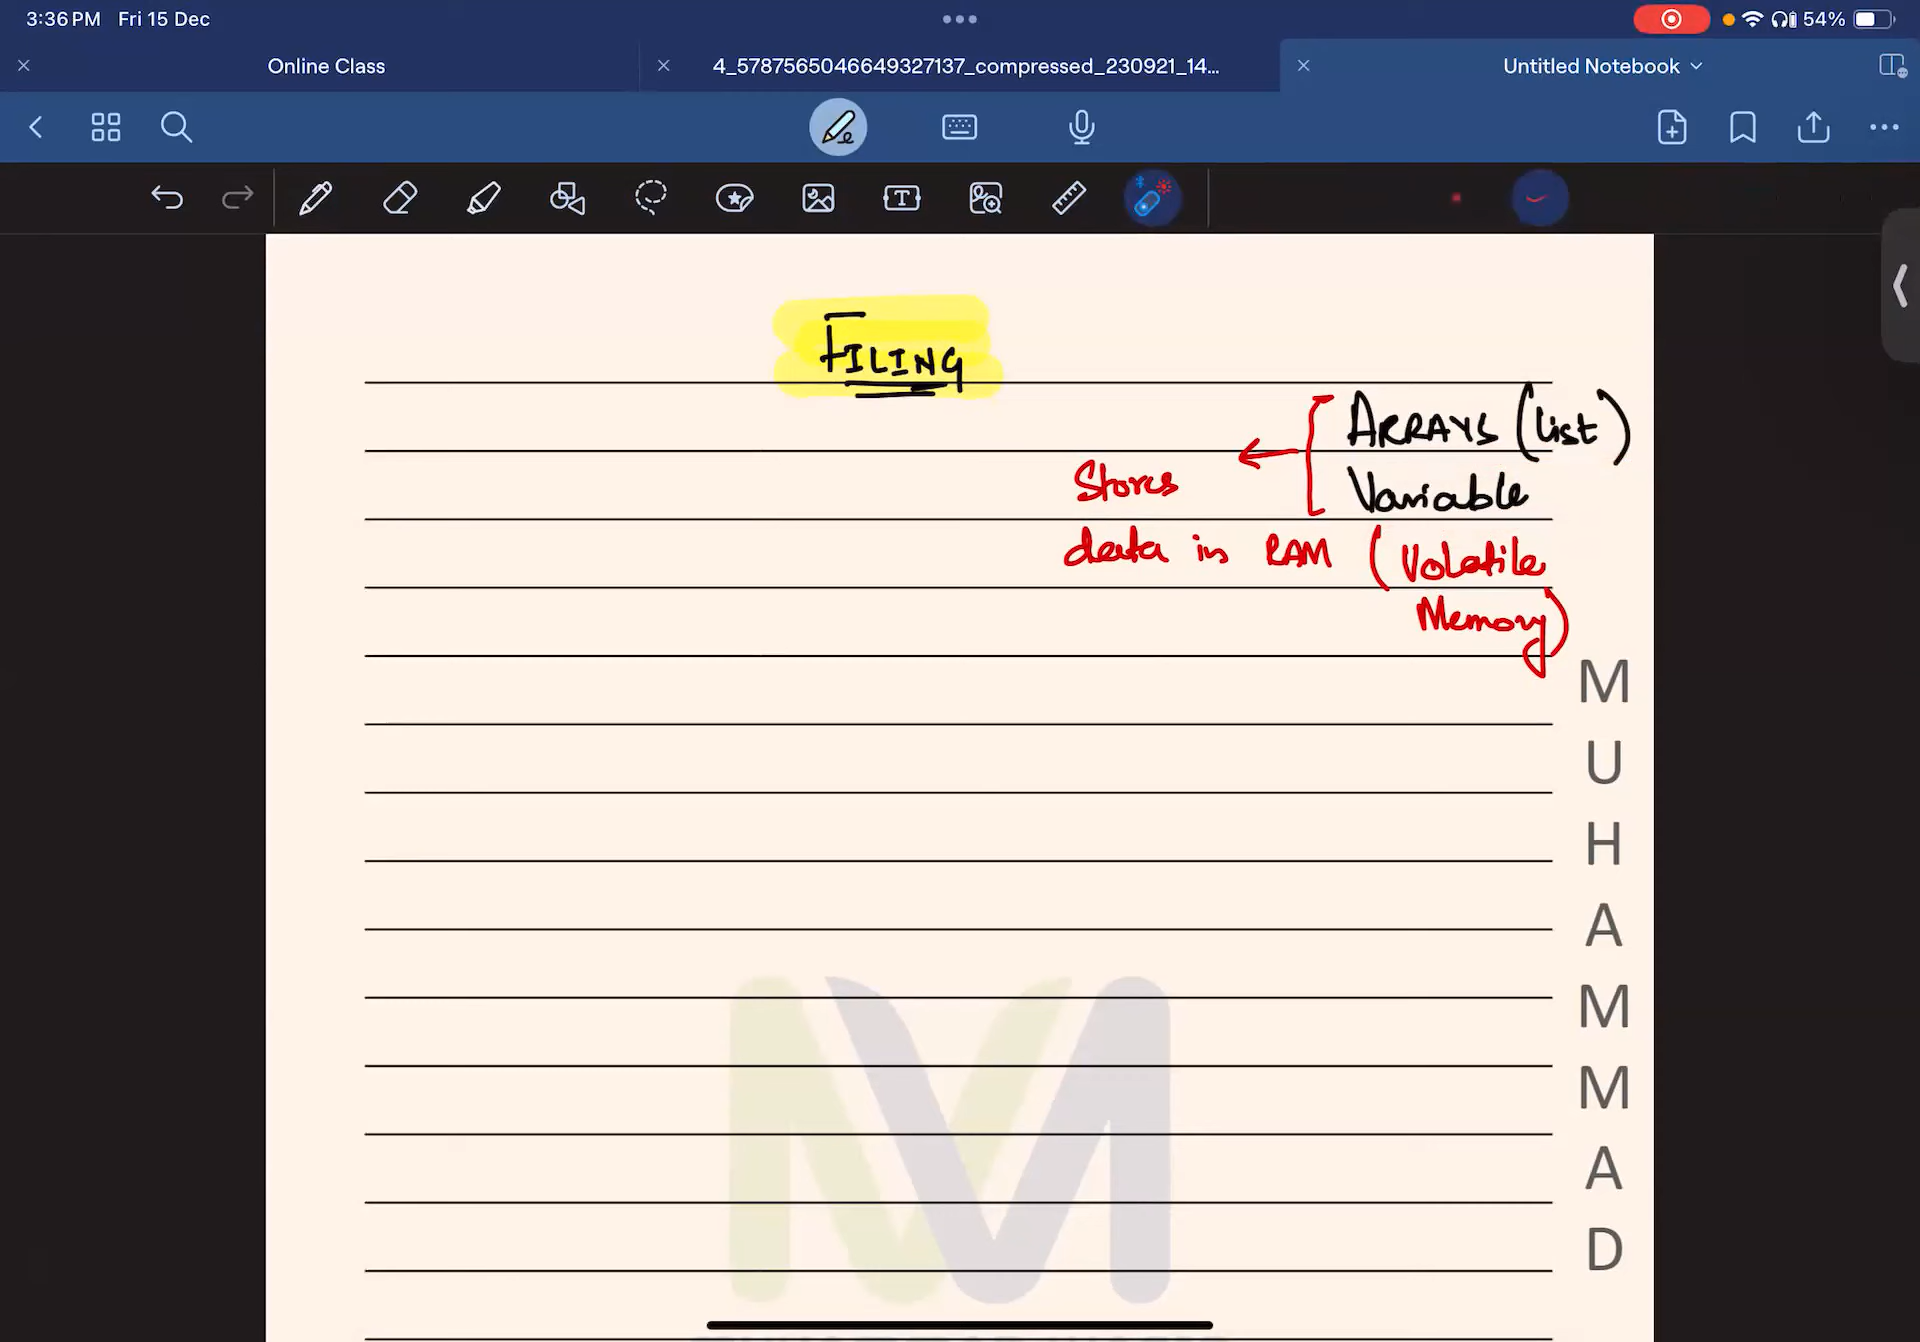 3:36 PM Fri 15 Dec
54%
Online Class
4_5787565046649327137_compressed_230921_14...
Untitled Notebook
FILING
ARRAYS (list)
Variable
Stores
data in RAM (Volatile
Memory)
M
U
H
A
M
M
A
D